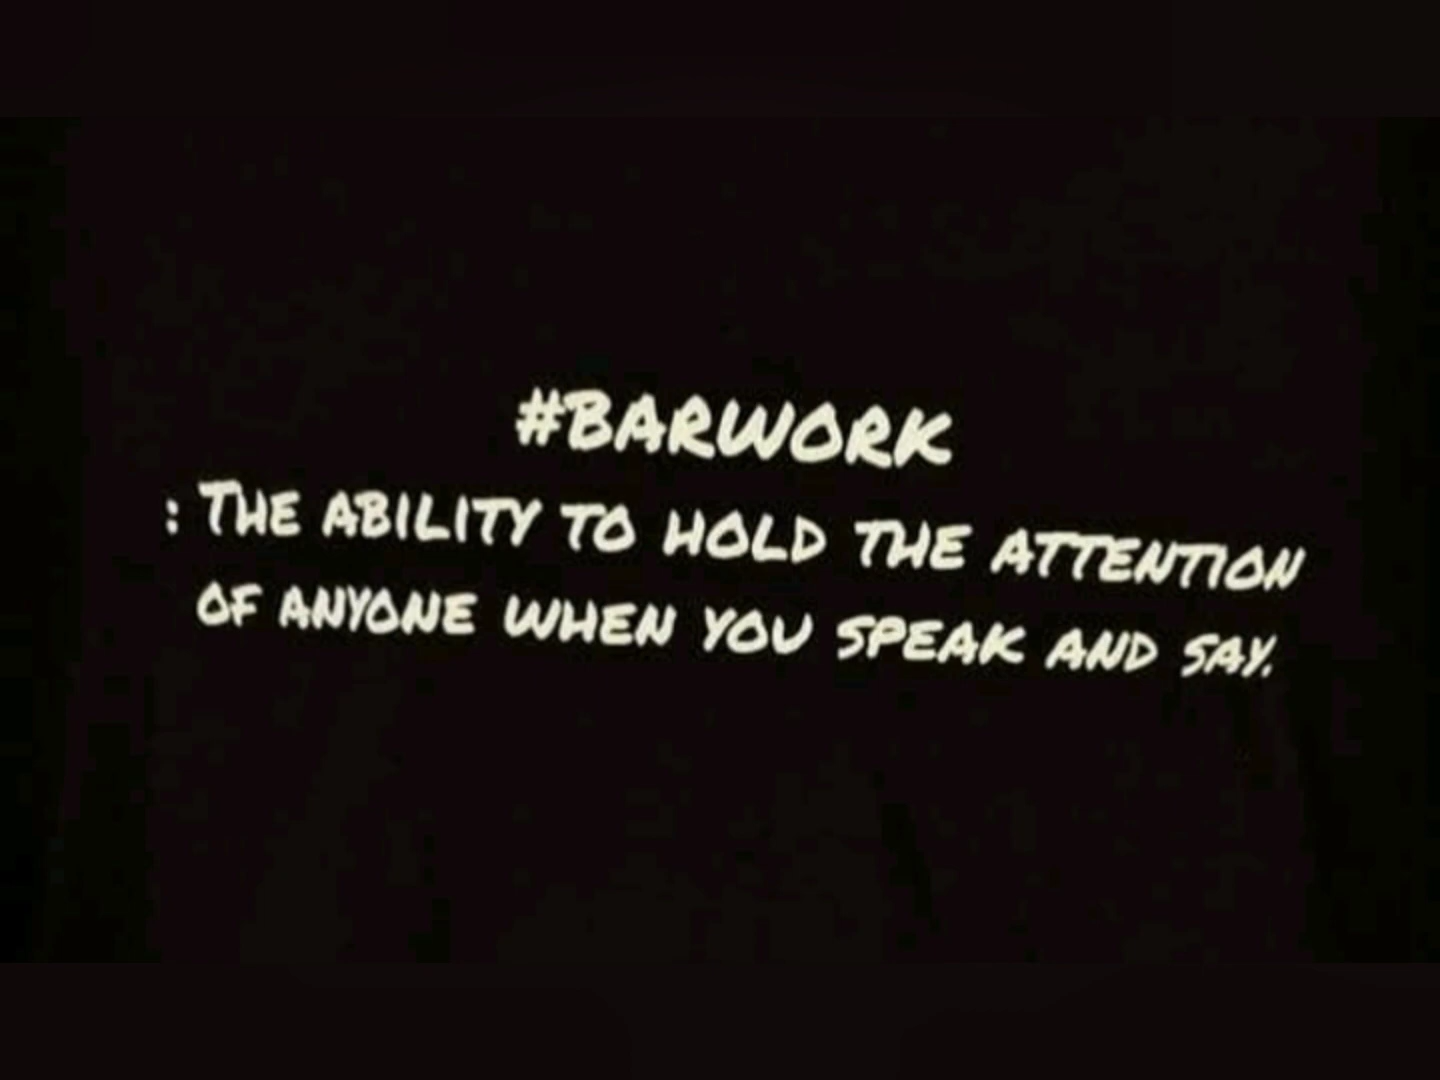 #BARWORK
: THE ABILITY TO HOLD THE ATTENTION
OF ANYONE WHEN YOU SPEAK AND SAY.